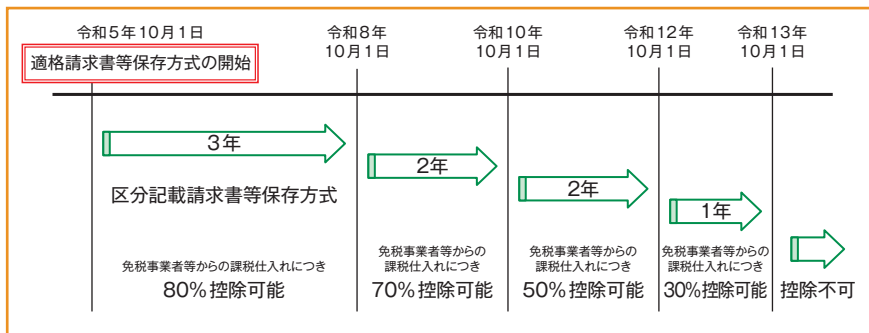 令和5年10月1日
令和8年
10月1日
令和10年
10月1日
令和12年
10月1日
令和13年
10月1日
適格請求書等保存方式の開始
3年
2年
2年
1年
区分記載請求書等保存方式
免税事業者等からの課税仕入れにつき
80%控除可能
免税事業者等からの
課税仕入れにつき
70%控除可能
免税事業者等からの
課税仕入れにつき
50%控除可能
免税事業者等からの
課税仕入れにつき
30%控除可能
控除不可